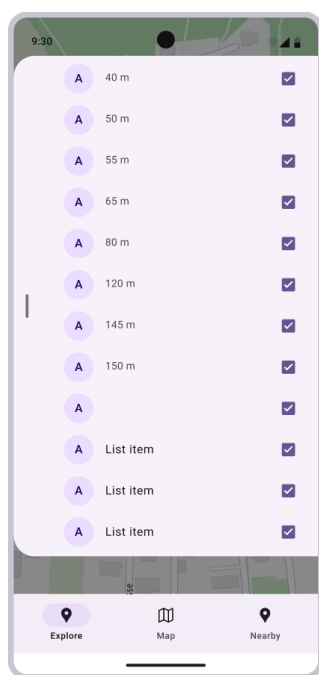 9:30
A 40 m
A 50 m
A 55 m
A 65 m
A 80 m
A 120 m
A 145 m
A 150 m
A
A List item
A List item
A List item
sse
Explore Map Nearby